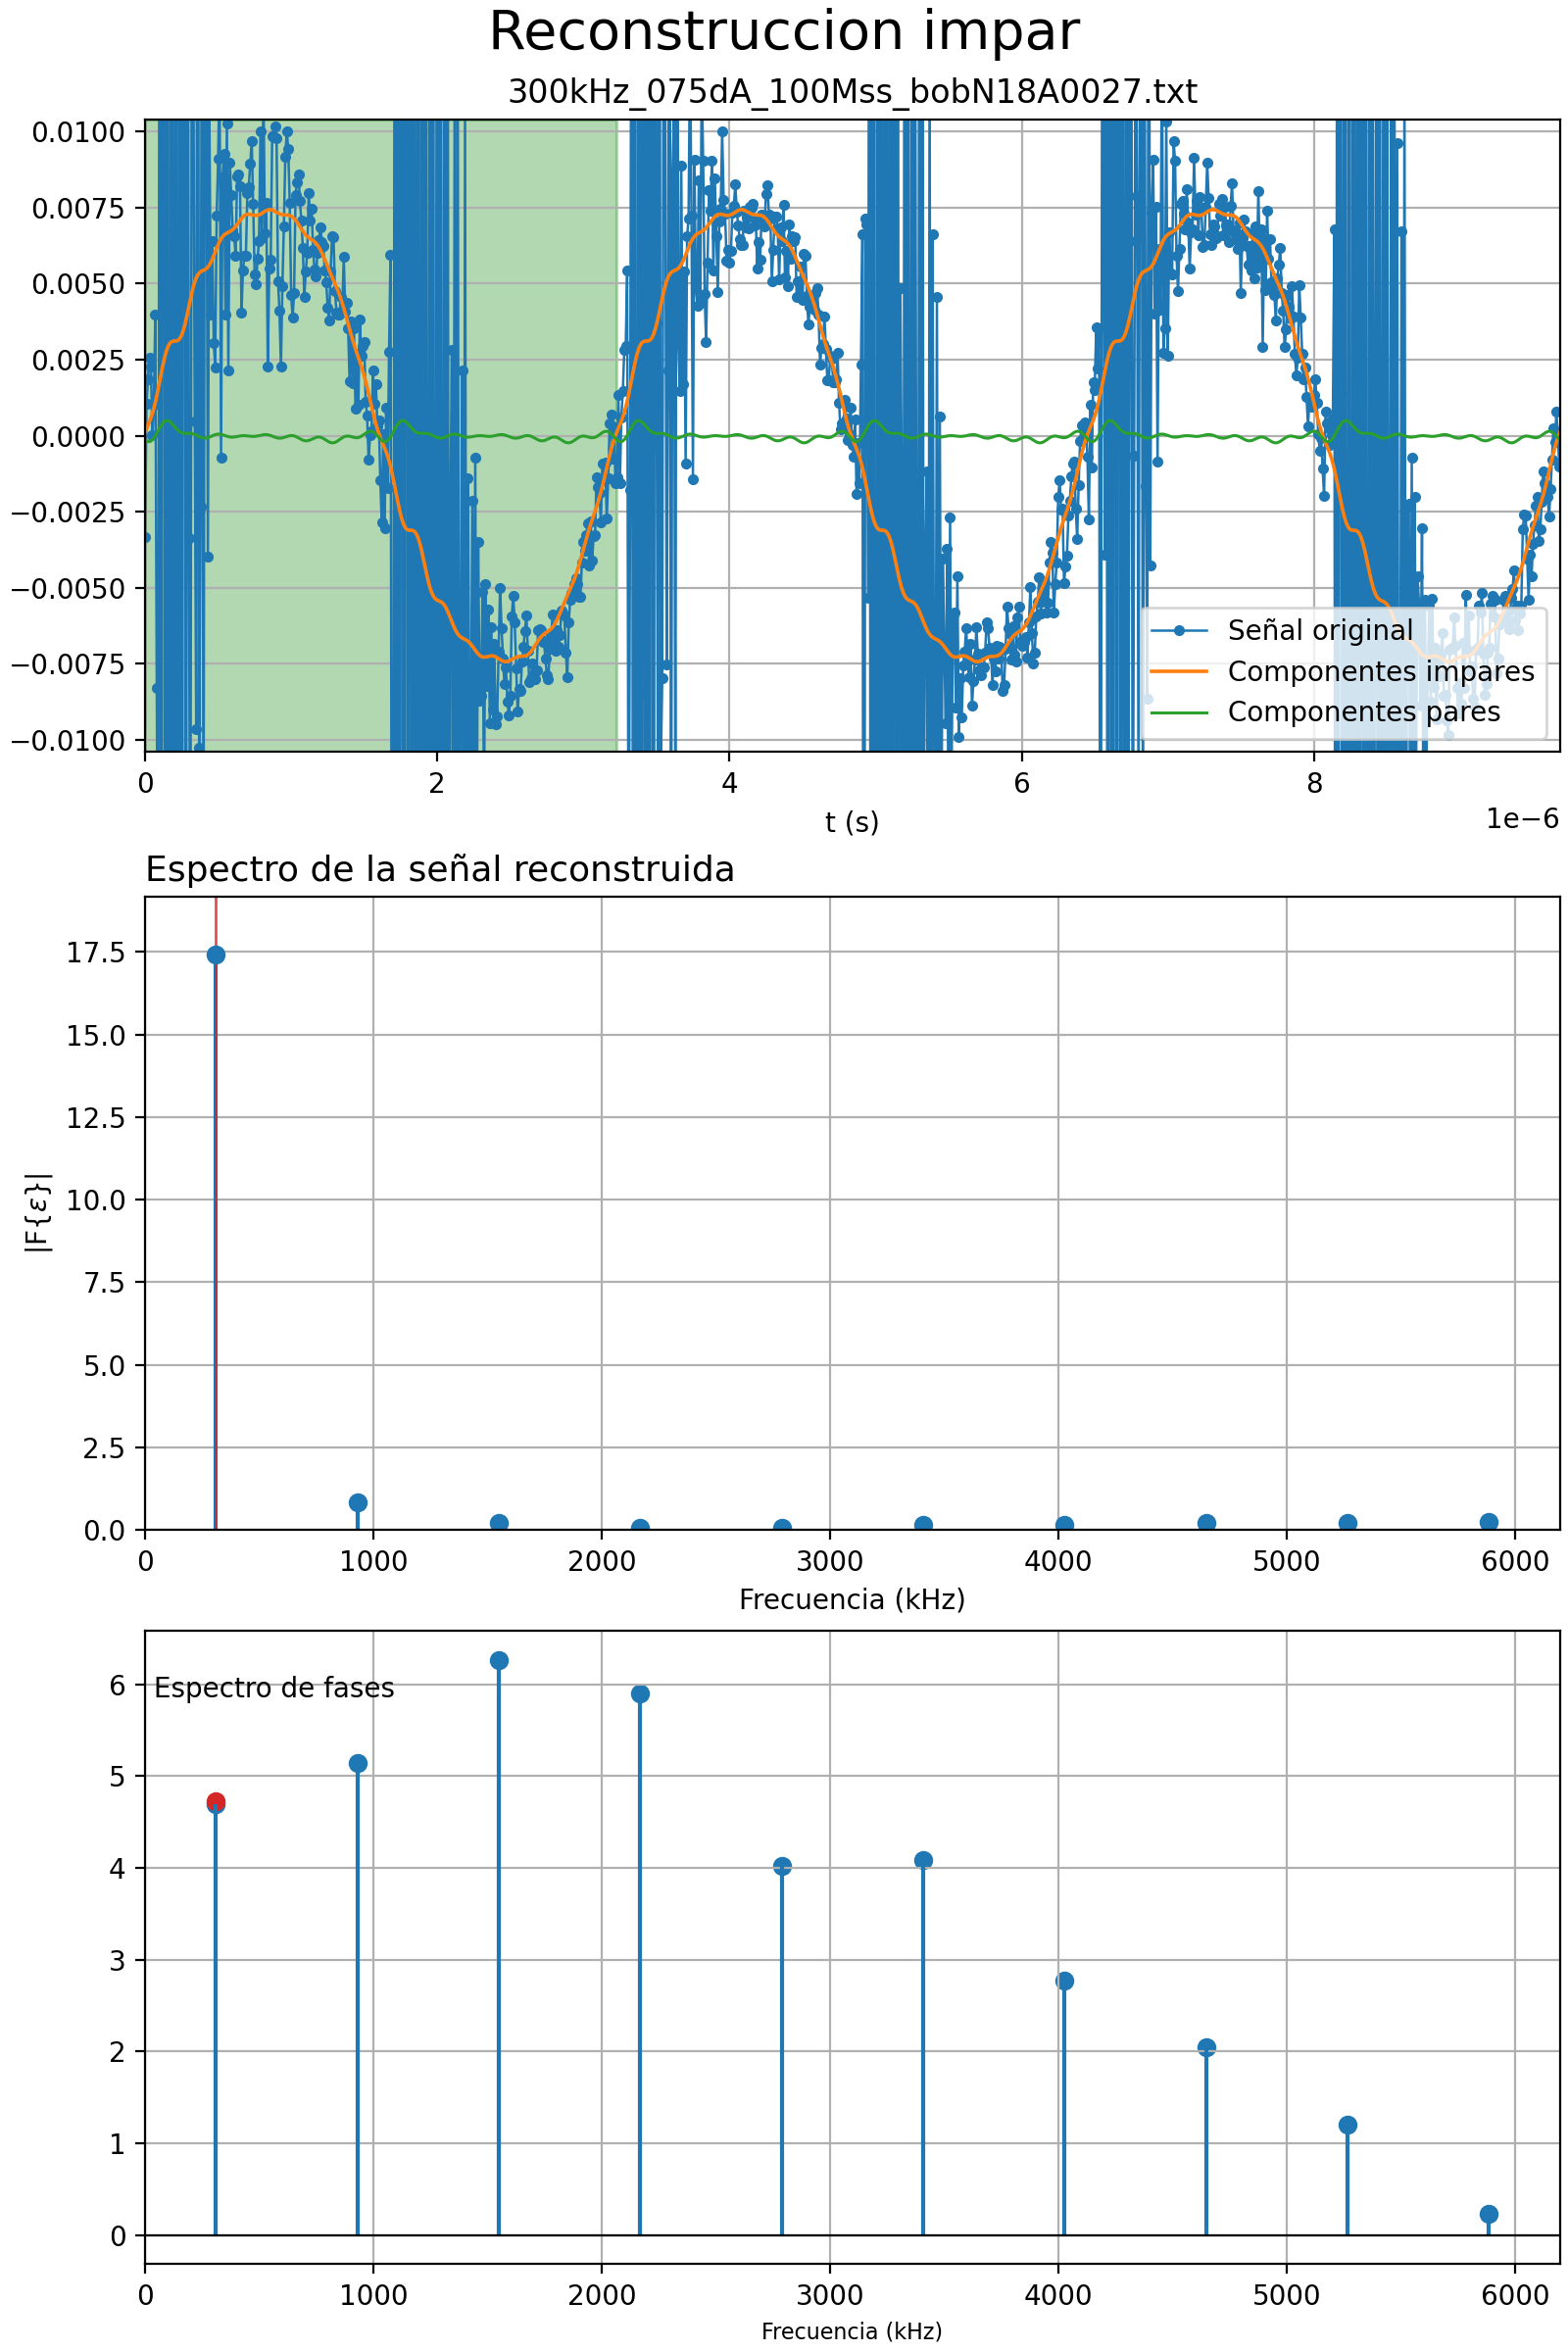 Reconstruccion impar
300kHz_075dA_100Mss_bobN18A0027.txt
0.0100
0.0075
0.0050
0.0025
0.0000
−0.0025
−0.0050
−0.0075
−0.0100
Señal original
Componentes impares
Componentes pares
0 2 4 6 8
t (s)
1e−6
Espectro de la señal reconstruida
17.5
15.0
12.5
10.0
7.5
5.0
2.5
0.0
|F{ε}|
0 1000 2000 3000 4000 5000 6000
Frecuencia (kHz)
6
Espectro de fases
5
4
3
2
1
0
0 1000 2000 3000 4000 5000 6000
Frecuencia (kHz)